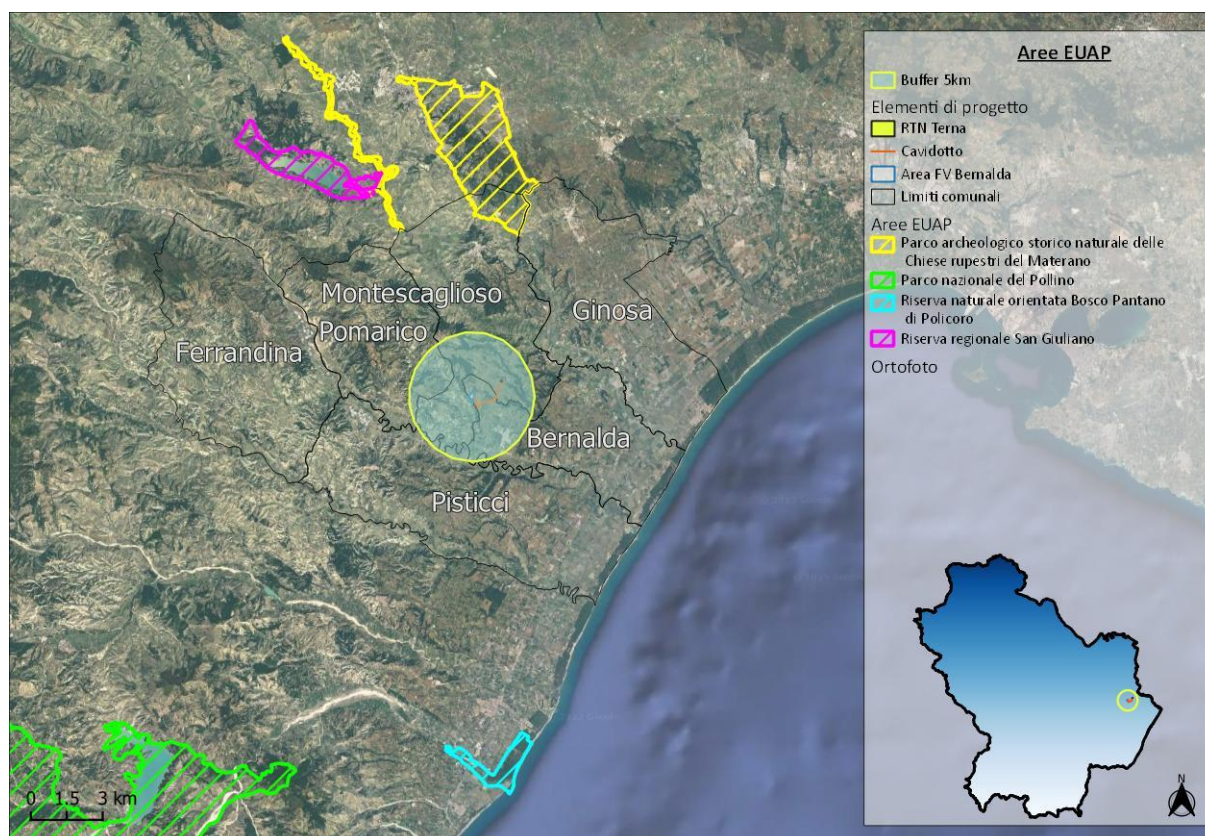 Aree EUAP
Buffer 5km
Elementi di progetto
RTN Terna
Cavidotto
Area FV Bernalda
Limiti comunali
Aree EUAP
Parco archeologico storico naturale delle
Chiese rupestri del Materano
Parco nazionale del Pollino
Riserva naturale orientata Bosco Pantano
di Policoro
Riserva regionale San Giuliano
Ortofoto
Montescaglioso
Pomarico
Ginosa
Ferrandina
Bernalda
Pisticci
0 1.5 3 km
N